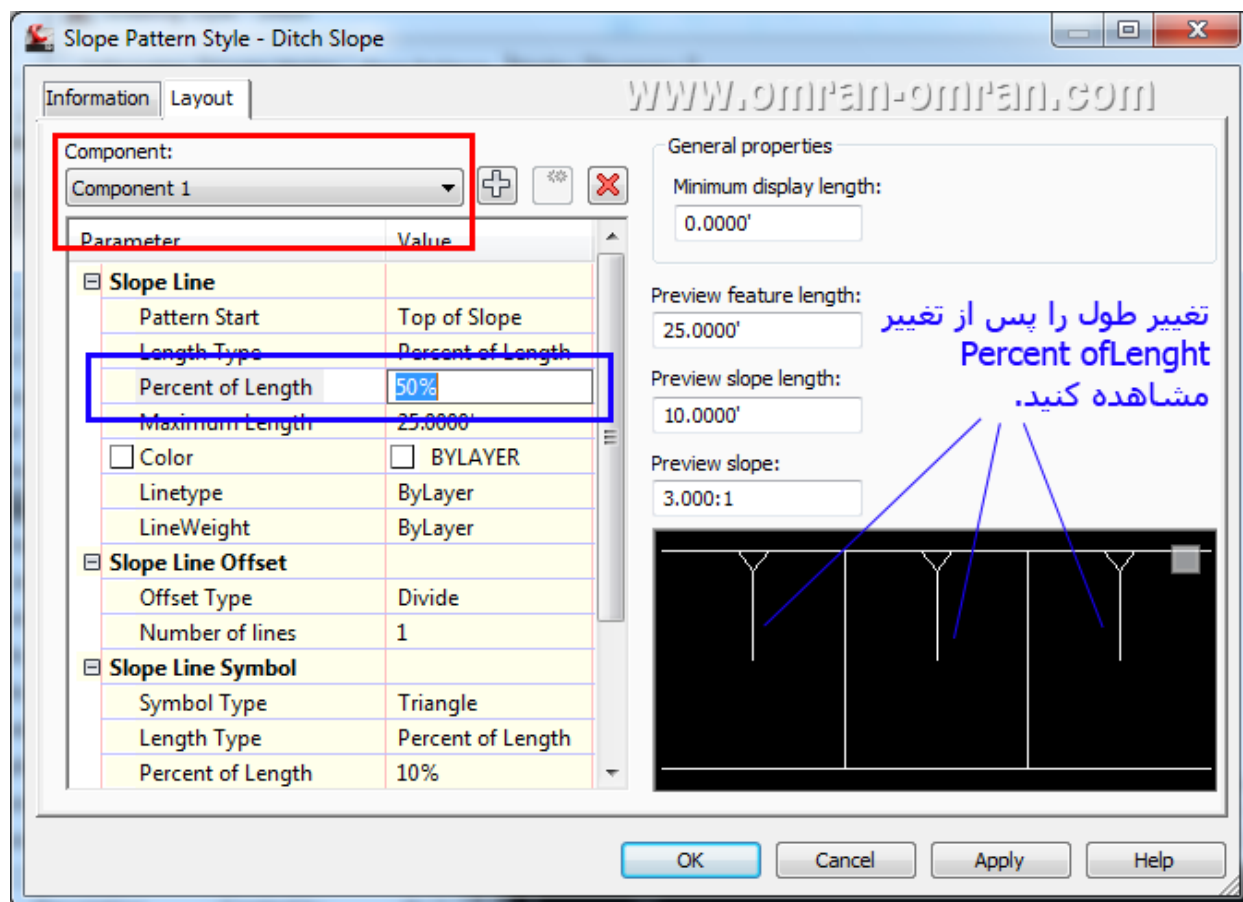 Slope Pattern Style - Ditch Slope
Information
Layout
www.omran-omran.com
Component:
Component 1
Parameter
Value
Slope Line
Pattern Start
Top of Slope
Length Type
Percent of Length
Percent of Length
50%
Maximum Length
25.0000'
Color
BYLAYER
Linetype
ByLayer
LineWeight
ByLayer
Slope Line Offset
Offset Type
Divide
Number of lines
1
Slope Line Symbol
Symbol Type
Triangle
Length Type
Percent of Length
Percent of Length
10%
General properties
Minimum display length:
0.0000'
Preview feature length:
25.0000'
Preview slope length:
10.0000'
Preview slope:
3.000:1
تغییر طول را پس از تغییر
Percent ofLenght
مشاهده کنید.
OK
Cancel
Apply
Help